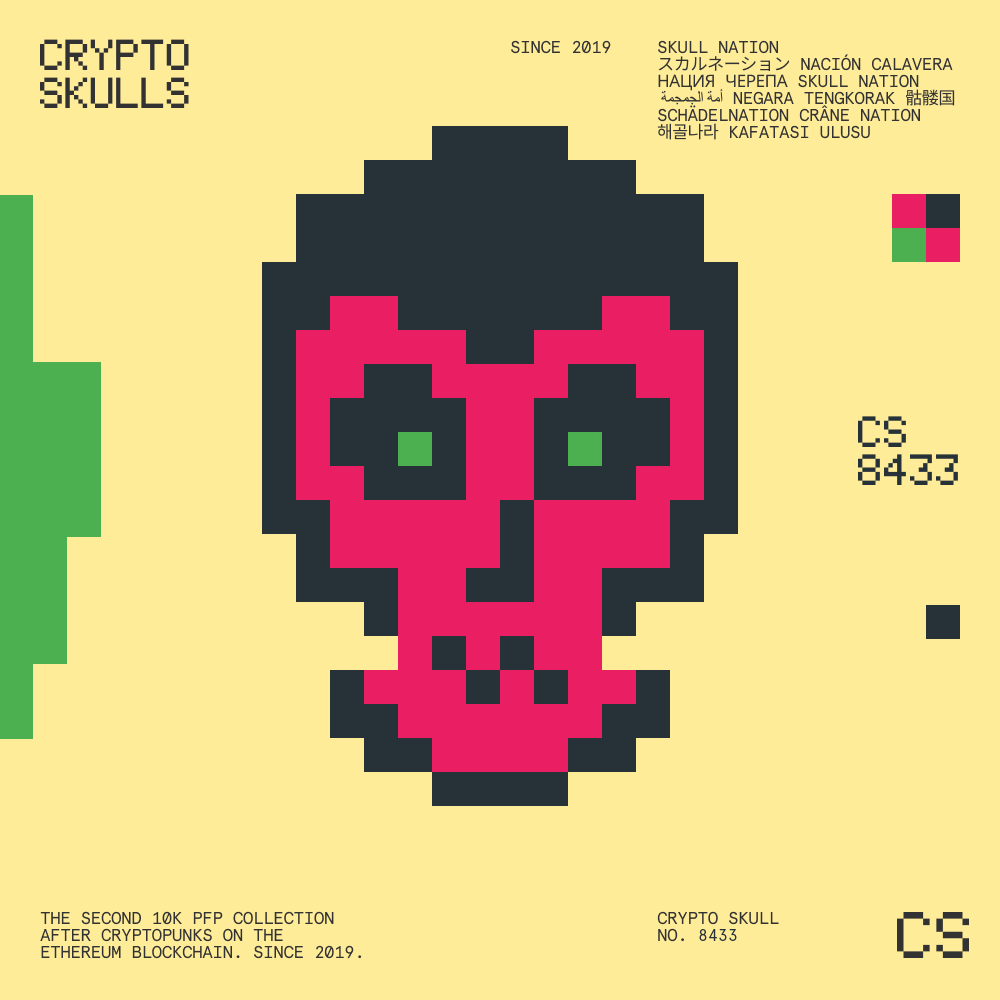 CRYPTO
SKULLS
SINCE 2019
SKULL NATION
スカルネーション NACIÓN CALAVERA
НАЦИЯ ЧЕРЕПА SKULL NATION
أمة الجمجمة NEGARA TENGKORAK 骷髅国
SCHÄDELNATION CRÂNE NATION
해골나라 KAFATASI ULUSU
CS
8433
THE SECOND 10K PFP COLLECTION
AFTER CRYPTOPUNKS ON THE
ETHEREUM BLOCKCHAIN. SINCE 2019.
CRYPTO SKULL
NO. 8433
CS